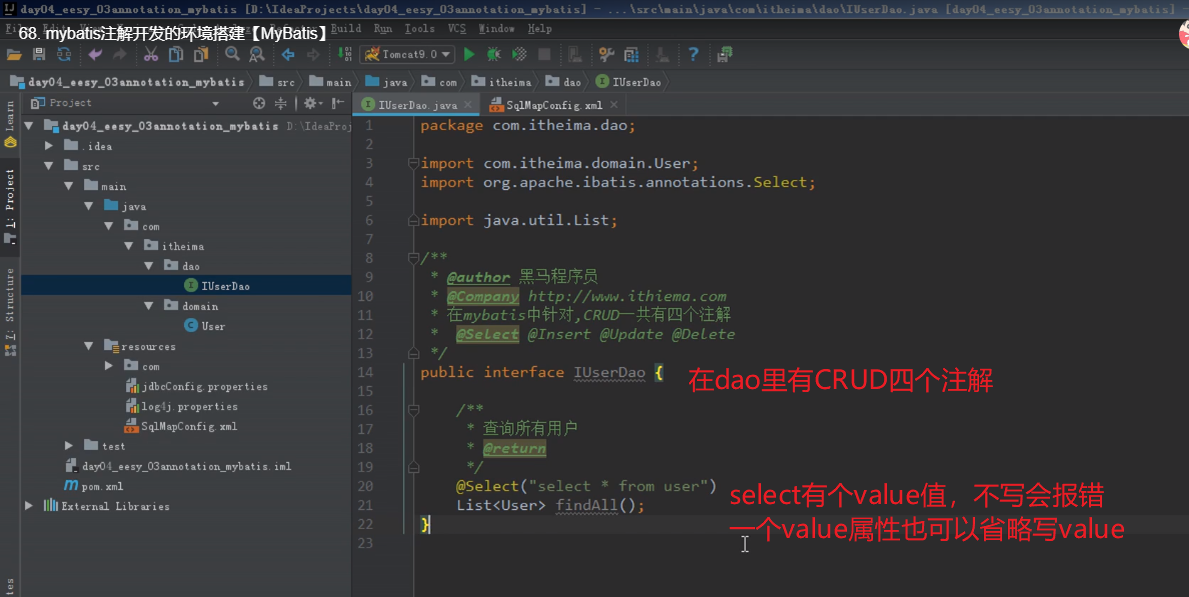 day04_eesy_03annotation_mybatis [D:\IdeaProjects\day04_eesy_03annotation_mybatis] - ...\src\main\java\com\itheima\dao\IUserDao.java [day04_eesy_03annotation_mybatis] -
68. mybatis注解开发的环境搭建【MyBatis】
Build Run Tools VCS Window Help
Tomcat9.0
day04_eesy_03annotation_mybatis src main java com itheima dao IUserDao
Project
IUserDao.java
SqlMapConfig.xml
Learn
1: Project
7: Structure
day04_eesy_03annotation_mybatis D:\IdeaProj
.idea
src
main
java
com
itheima
dao
IUserDao
domain
User
resources
com
jdbcConfig.properties
log4j.properties
SqlMapConfig.xml
test
day04_eesy_03annotation_mybatis.iml
pom.xml
External Libraries
1 package com.itheima.dao;
2
3 import com.itheima.domain.User;
4 import org.apache.ibatis.annotations.Select;
5
6 import java.util.List;
7
8 /**
9 * @author 黑马程序员
10 * @Company http://www.ithiema.com
11 * 在mybatis中针对,CRUD一共有四个注解
12 * @Select @Insert @Update @Delete
13 */
14 public interface IUserDao {
在dao里有CRUD四个注解
15
16 /**
17 * 查询所有用户
18 * @return
19 */
20 @Select("select * from user")
21 List<User> findAll();
22 }
23
select有个value值，不写会报错
一个value属性也可以省略写value